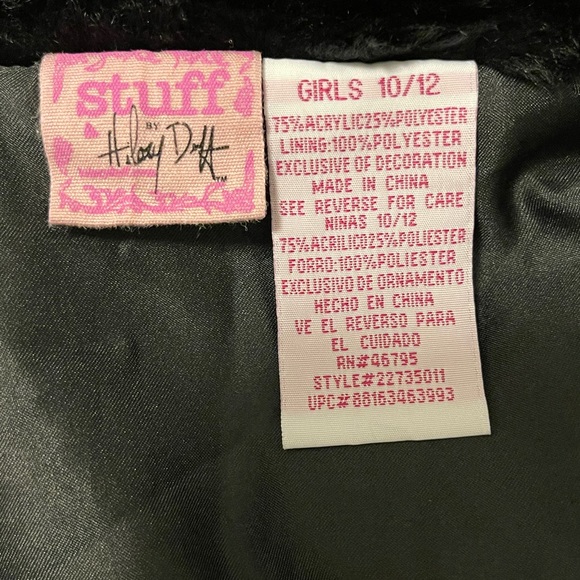 stuff
BY
Hilary Duff
TM
GIRLS 10/12
75%ACRYLIC25%POLYESTER
LINING:100%POLYESTER
EXCLUSIVE OF DECORATION
MADE IN CHINA
SEE REVERSE FOR CARE
NINAS 10/12
75%ACRILICO25%POLIESTER
FORRO:100%POLIESTER
EXCLUSIVO DE ORNAMENTO
HECHO EN CHINA
VE EL REVERSO PARA
EL CUIDADO
RN#46795
STYLE#22735011
UPC#88163463993